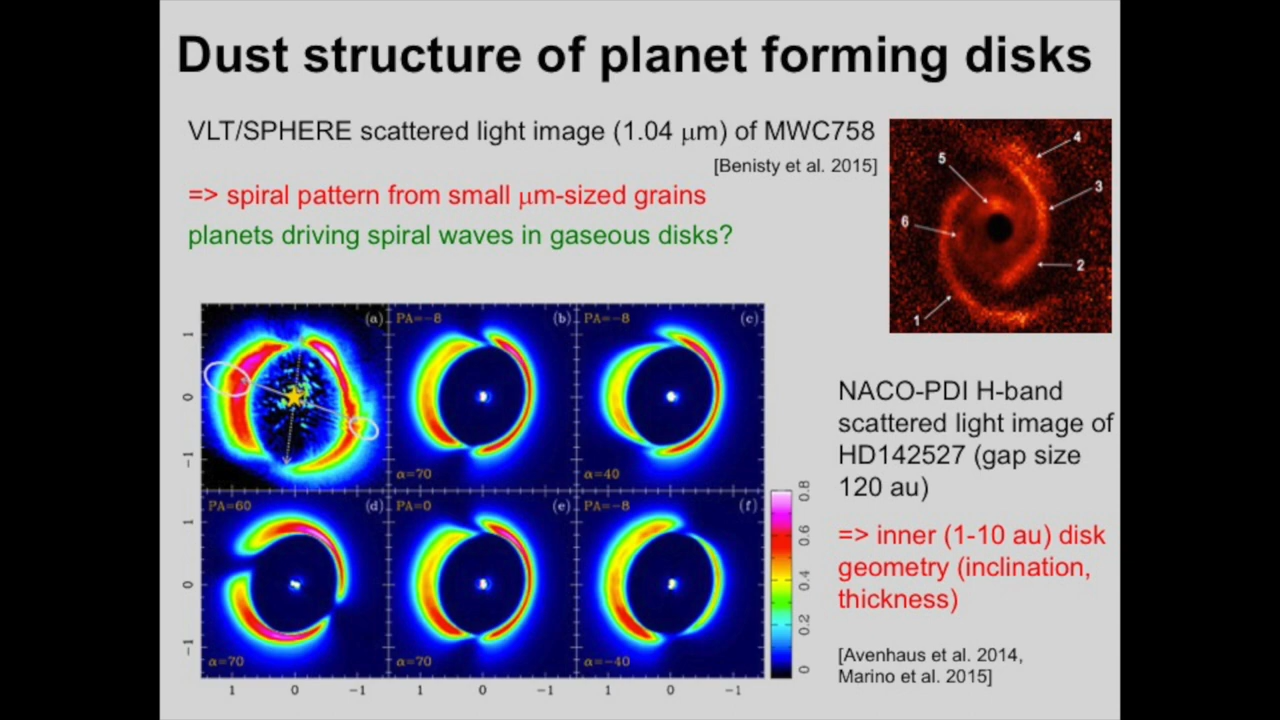 Dust structure of planet forming disks
VLT/SPHERE scattered light image (1.04 μm) of MWC758
[Benisty et al. 2015]
=> spiral pattern from small μm-sized grains
planets driving spiral waves in gaseous disks?
4
5
3
6
2
1
(a)
PA=-8
(b)
PA=-8
(c)
1
0
-1
α=70
α=40
PA=60
(d)
PA=0
(e)
PA=-8
(f)
1
0
-1
α=70
α=70
α=-40
1 0 -1 1 0 -1 1 0 -1
0.8
0.6
0.4
0.2
0
NACO-PDI H-band
scattered light image of
HD142527 (gap size
120 au)
=> inner (1-10 au) disk
geometry (inclination,
thickness)
[Avenhaus et al. 2014,
Marino et al. 2015]